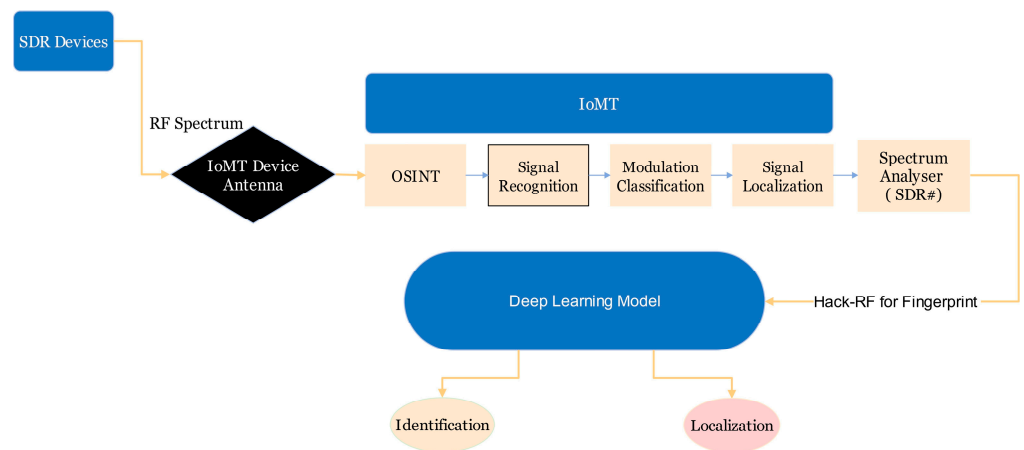 SDR Devices
RF Spectrum
IoMT Device
Antenna
IoMT
OSINT
Signal
Recognition
Modulation
Classification
Signal
Localization
Spectrum
Analyser
( SDR#)
Deep Learning Model
Hack-RF for Fingerprint
Identification
Localization